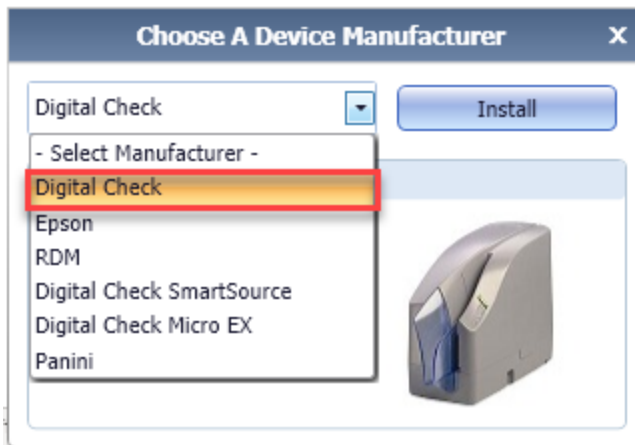 Choose A Device Manufacturer X
Digital Check
Install
- Select Manufacturer -
Digital Check
Epson
RDM
Digital Check SmartSource
Digital Check Micro EX
Panini